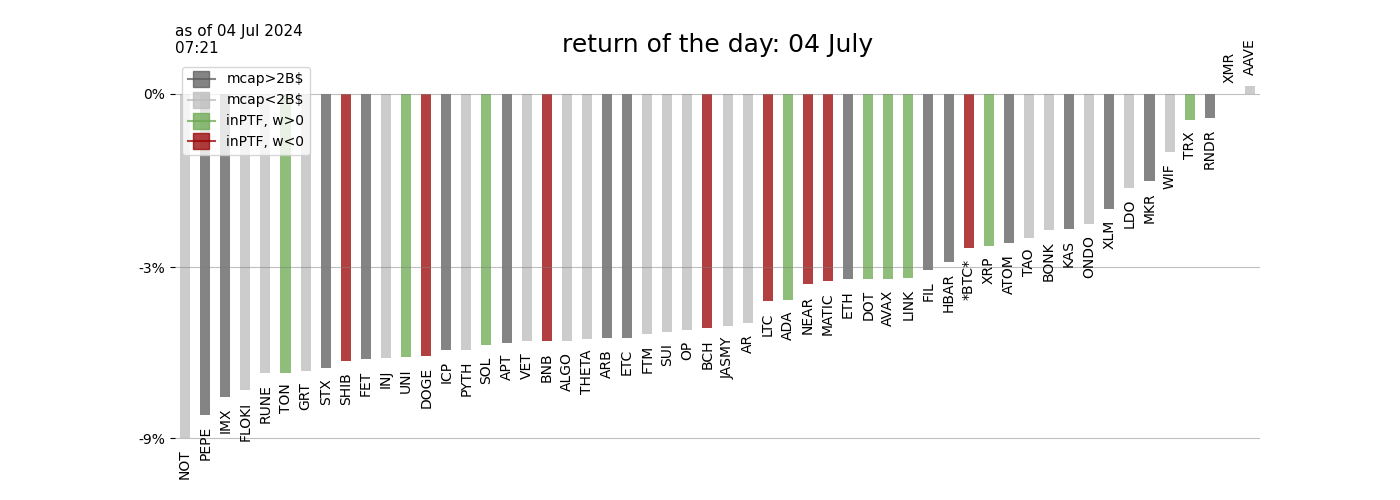 as of 04 Jul 2024
07:21
return of the day: 04 July
mcap>2B$
mcap<2B$
inPTF, w>0
inPTF, w<0
0%
-3%
-9%
NOT
PEPE
IMX
FLOKI
RUNE
TON
GRT
STX
SHIB
FET
INJ
UNI
DOGE
ICP
PYTH
SOL
APT
VET
BNB
ALGO
THETA
ARB
ETC
FTM
SUI
OP
BCH
JASMY
AR
LTC
ADA
NEAR
MATIC
ETH
DOT
AVAX
LINK
FIL
HBAR
*BTC*
XRP
ATOM
TAO
BONK
KAS
ONDO
XLM
LDO
MKR
WIF
TRX
RNDR
XMR
AAVE